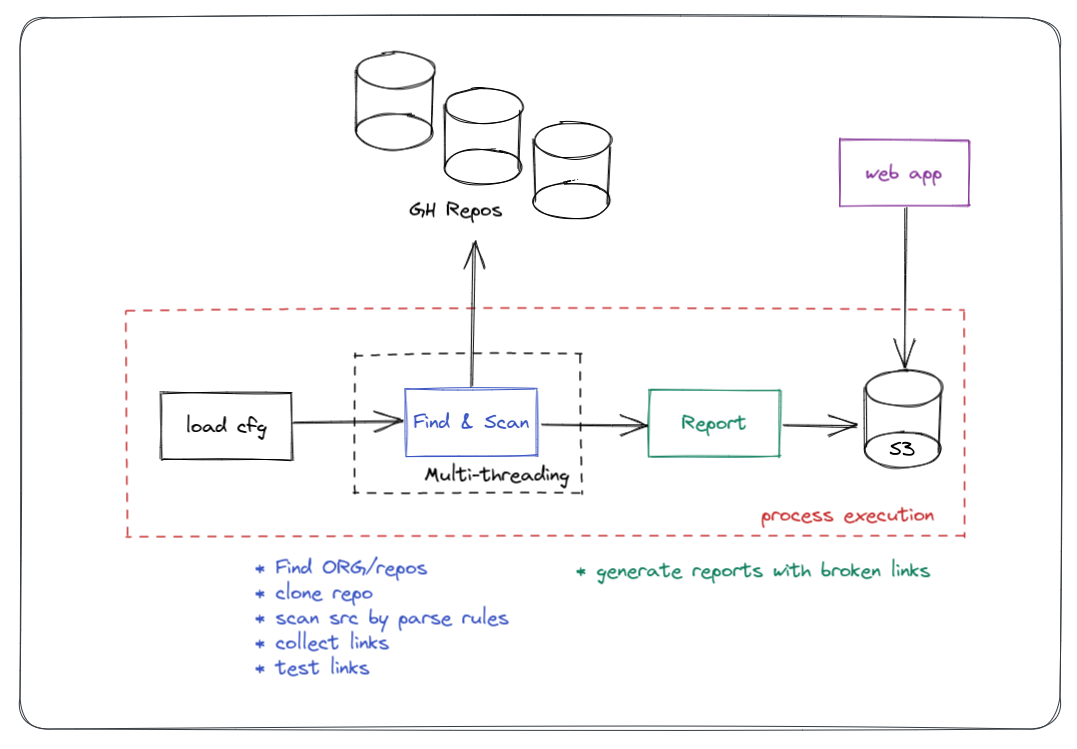 GH Repos
web app
load cfg
Find & Scan
Multi-threading
Report
S3
process execution
* Find ORG/repos
* clone repo
* scan src by parse rules
* collect links
* test links
* generate reports with broken links